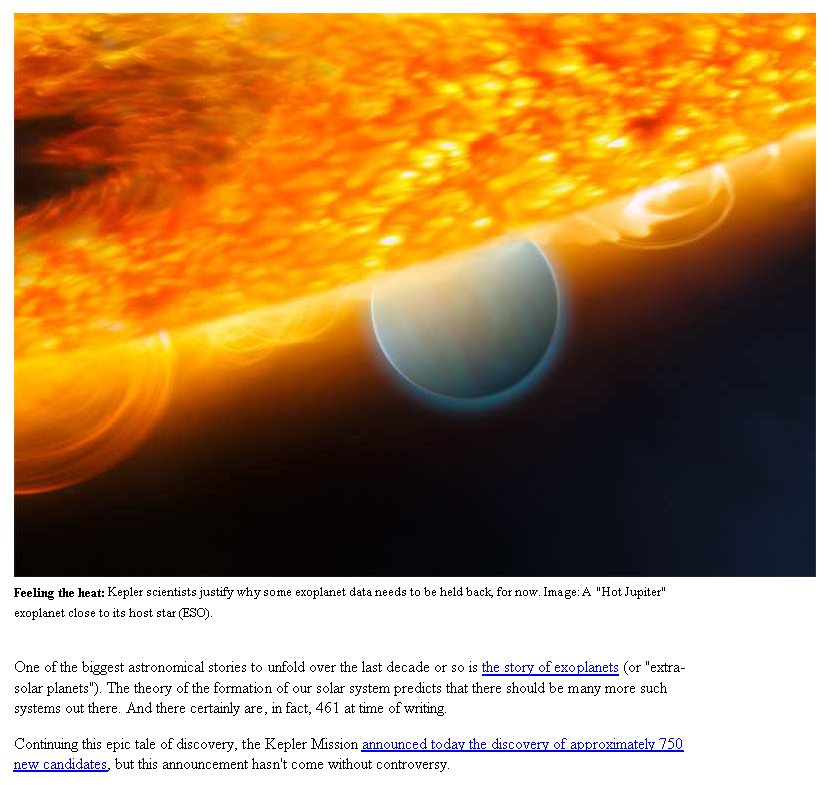 Feeling the heat: Kepler scientists justify why some exoplanet data needs to be held back, for now. Image: A "Hot Jupiter"
exoplanet close to its host star (ESO).
One of the biggest astronomical stories to unfold over the last decade or so is the story of exoplanets (or "extra-
solar planets"). The theory of the formation of our solar system predicts that there should be many more such
systems out there. And there certainly are, in fact, 461 at time of writing.
Continuing this epic tale of discovery, the Kepler Mission announced today the discovery of approximately 750
new candidates, but this announcement hasn't come without controversy.